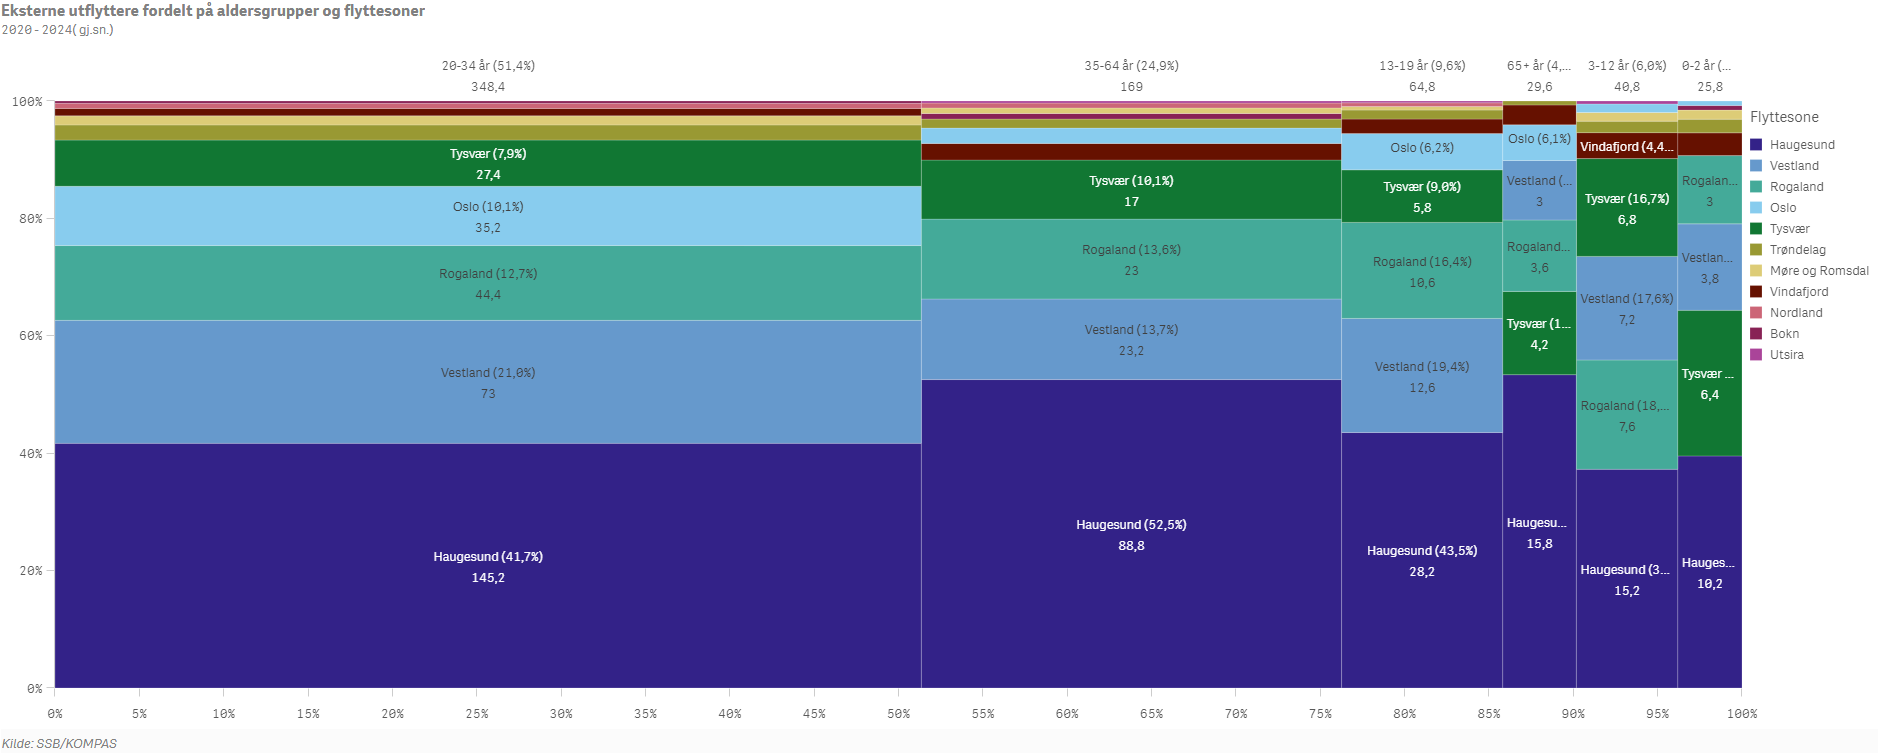 Eksterne utflyttere fordelt på aldersgrupper og flyttesoner
2020 - 2024( gj.sn.)
20-34 år (51,4%)
348,4
35-64 år (24,9%)
169
13-19 år (9,6%)
64,8
65+ år (4,...
29,6
3-12 år (6,0%)
40,8
0-2 år (...
25,8
100%
80%
60%
40%
20%
0%
Tysvær (7,9%)
27,4
Oslo (10,1%)
35,2
Rogaland (12,7%)
44,4
Vestland (21,0%)
73
Haugesund (41,7%)
145,2
Tysvær (10,1%)
17
Rogaland (13,6%)
23
Vestland (13,7%)
23,2
Haugesund (52,5%)
88,8
Oslo (6,2%)
Tysvær (9,0%)
5,8
Rogaland (16,4%)
10,6
Vestland (19,4%)
12,6
Haugesund (43,5%)
28,2
Oslo (6,1%)
Vestland (...
3
Rogaland...
3,6
Tysvær (1...
4,2
Haugesu...
15,8
Vindafjord (4,4...
Tysvær (16,7%)
6,8
Vestland (17,6%)
7,2
Rogaland (18,...
7,6
Haugesund (3...
15,2
Rogalan...
3
Vestlan...
3,8
Tysvær ...
6,4
Hauges...
10,2
0%
5%
10%
15%
20%
25%
30%
35%
40%
45%
50%
55%
60%
65%
70%
75%
80%
85%
90%
95%
100%
Flyttesone
Haugesund
Vestland
Rogaland
Oslo
Tysvær
Trøndelag
Møre og Romsdal
Vindafjord
Nordland
Bokn
Utsira
Kilde: SSB/KOMPAS